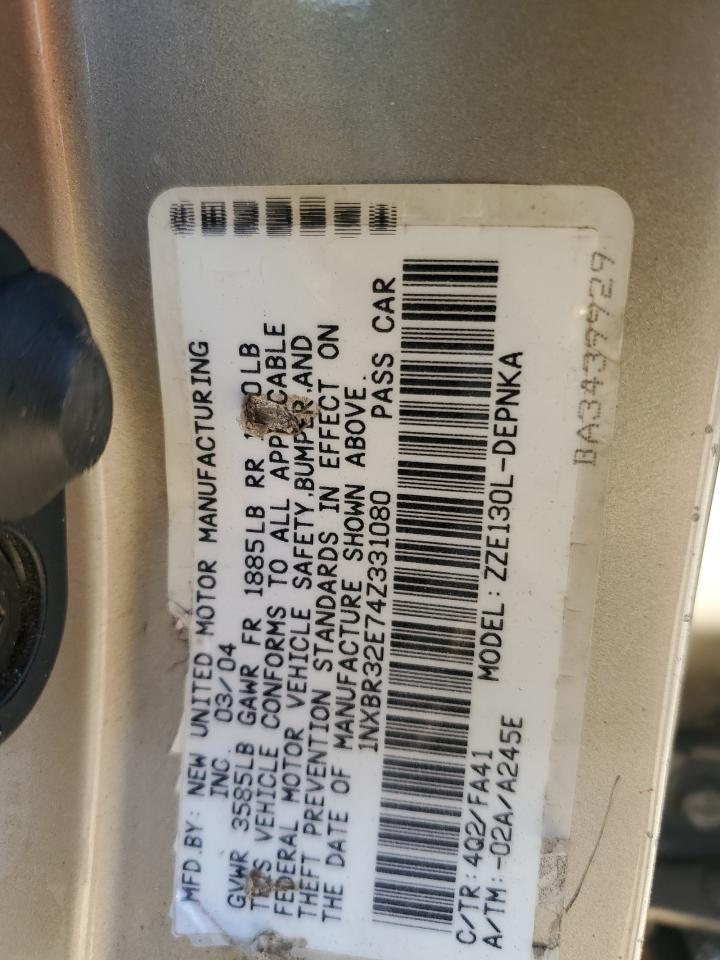 MFD.BY: NEW UNITED MOTOR MANUFACTURING
INC. 03/04
GVWR 3585LB GAWR FR 1885LB RR
THIS VEHICLE CONFORMS TO ALL APPLICABLE
FEDERAL MOTOR VEHICLE SAFETY,BUMPER,AND
THEFT PREVENTION STANDARDS IN EFFECT ON
THE DATE OF MANUFACTURE SHOWN ABOVE.
1NXBR32E74Z331080 PASS CAR
C/TR:4Q2/FA41 MODEL:ZZE130L-DEPNKA
A/TM:-02A/A245E
BA3439929